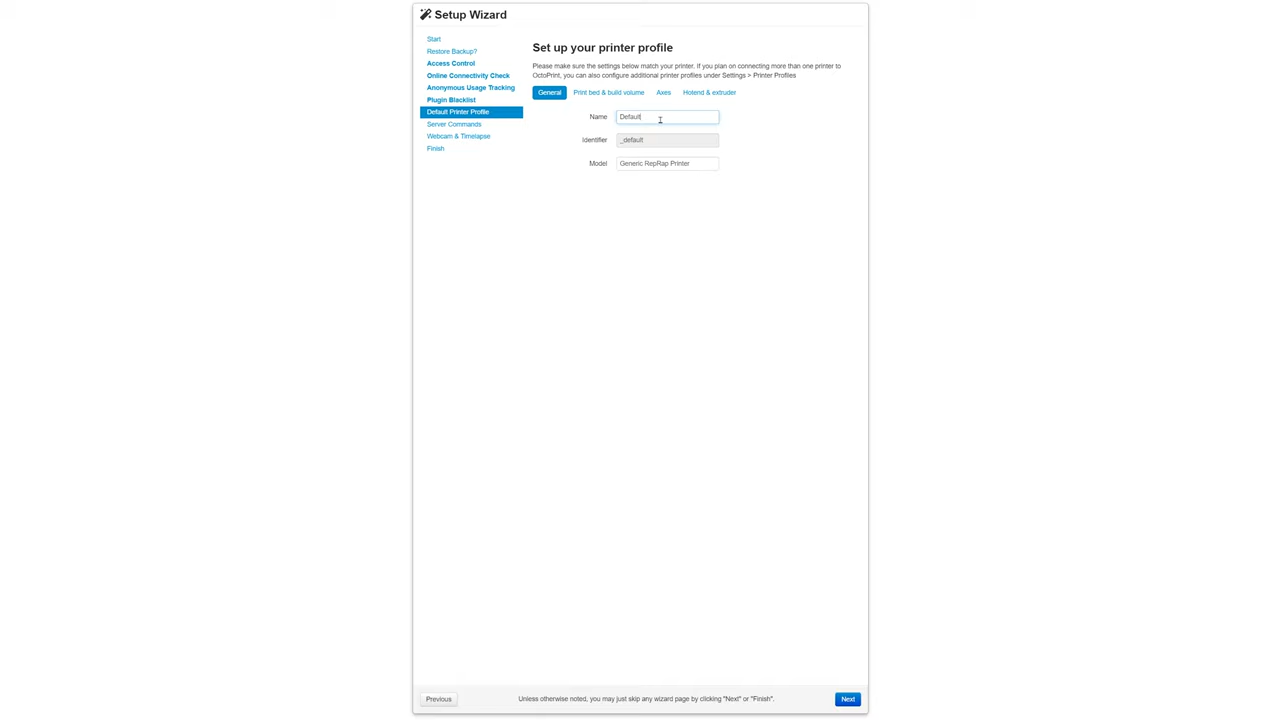 Setup Wizard
Start
Restore Backup?
Access Control
Online Connectivity Check
Anonymous Usage Tracking
Plugin Blacklist
Default Printer Profile
Server Commands
Webcam & Timelapse
Finish
Set up your printer profile
Please make sure the settings below match your printer. If you plan on connecting more than one printer to
OctoPrint, you can also configure additional printer profiles under Settings > Printer Profiles
General Print bed & build volume Axes Hotend & extruder
Name Default
Identifier _default
Model Generic RepRap Printer
Previous Unless otherwise noted, you may just skip any wizard page by clicking "Next" or "Finish". Next